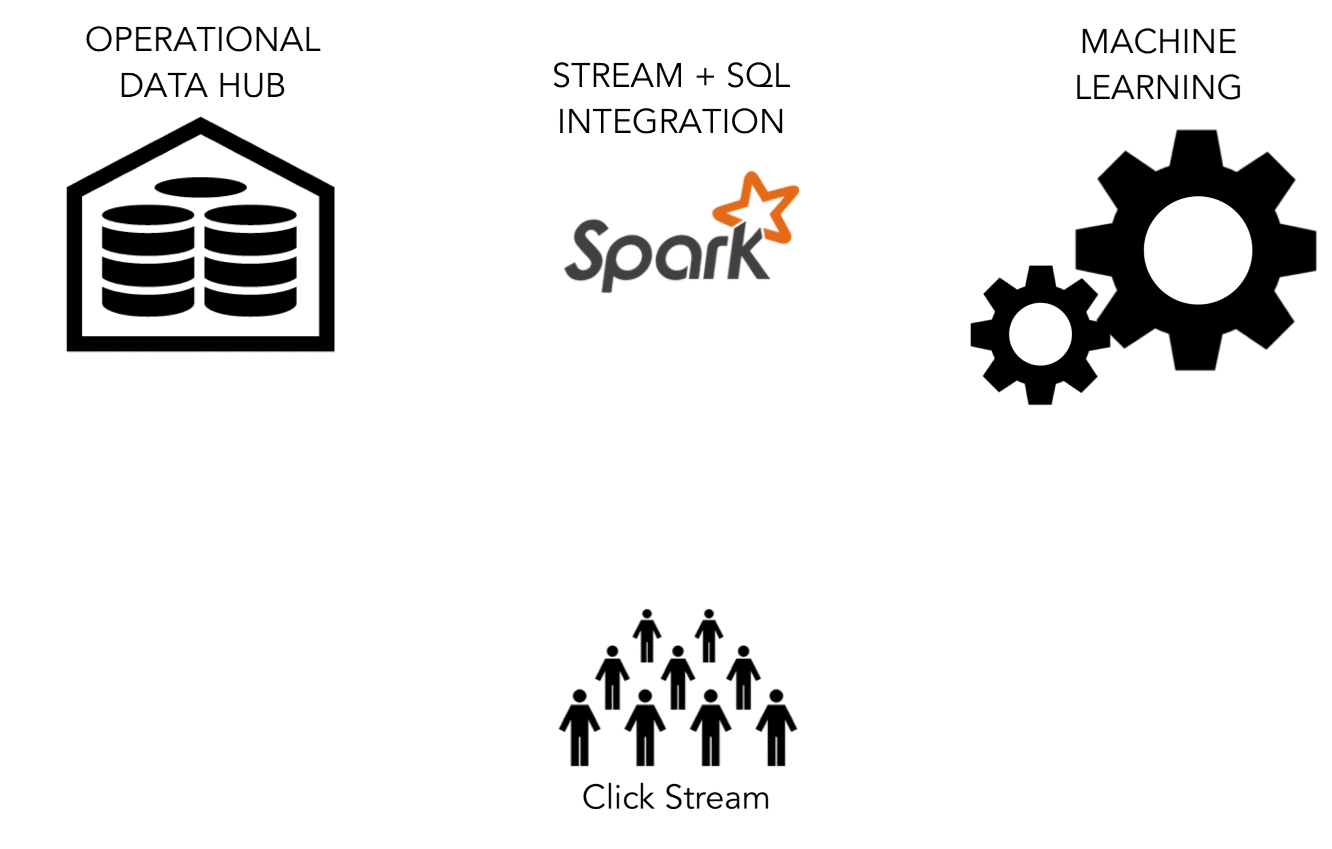 OPERATIONAL
DATA HUB
STREAM + SQL
INTEGRATION
Spark
MACHINE
LEARNING
Click Stream